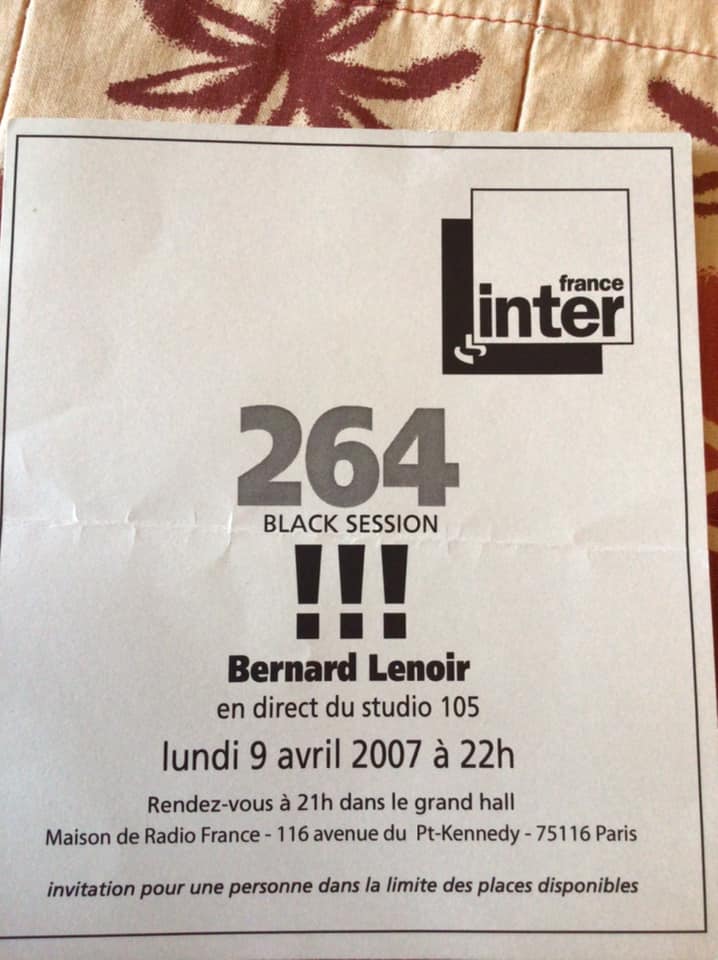 france
inter
264
BLACK SESSION
!!!
Bernard Lenoir
en direct du studio 105
lundi 9 avril 2007 à 22h
Rendez-vous à 21h dans le grand hall
Maison de Radio France - 116 avenue du Pt-Kennedy - 75116 Paris
invitation pour une personne dans la limite des places disponibles